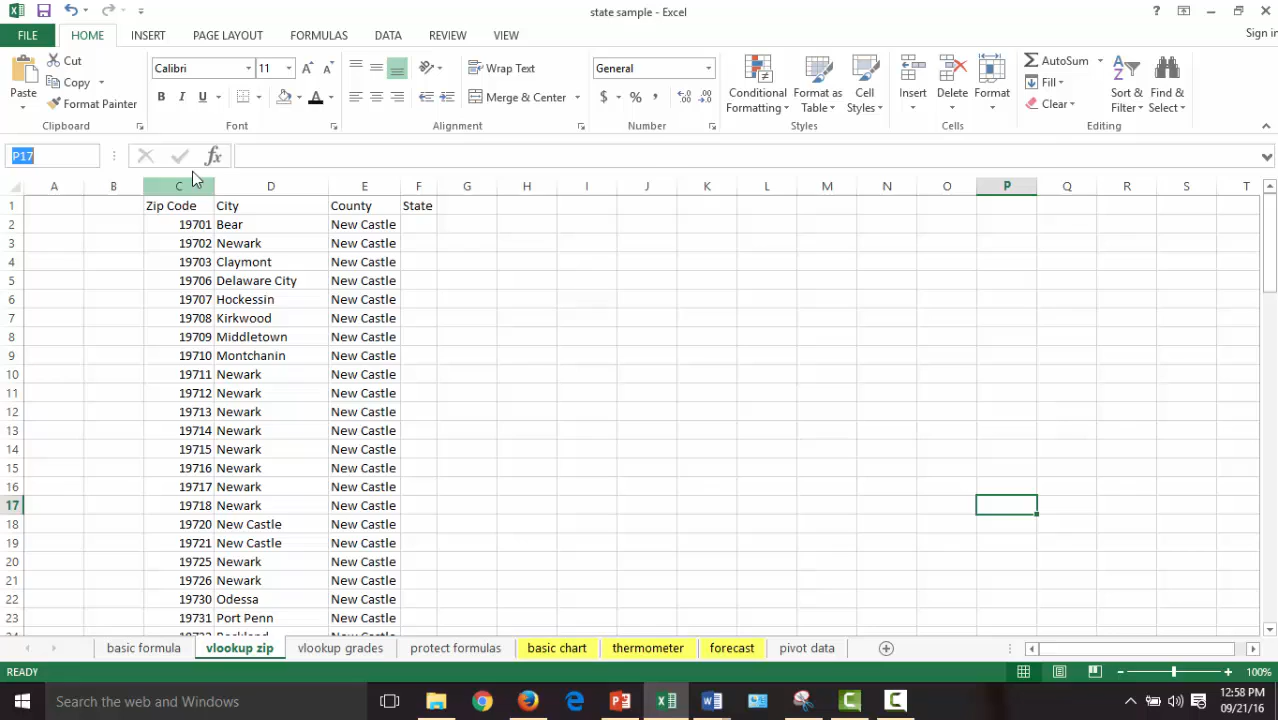 state sample - Excel
?
FILE HOME INSERT PAGE LAYOUT FORMULAS DATA REVIEW VIEW Sign in
Paste Cut Copy Format Painter Clipboard
Calibri 11 B I U A Font
Wrap Text Merge & Center Alignment
General $ % , Number
Conditional Formatting Format as Table Cell Styles Styles
Insert Delete Format Cells
AutoSum Fill Clear Sort & Filter Find & Select Editing
P17 fx
A B C D E F G H I J K L M N O P Q R S T
1 Zip Code City County State
2 19701 Bear New Castle
3 19702 Newark New Castle
4 19703 Claymont New Castle
5 19706 Delaware City New Castle
6 19707 Hockessin New Castle
7 19708 Kirkwood New Castle
8 19709 Middletown New Castle
9 19710 Montchanin New Castle
10 19711 Newark New Castle
11 19712 Newark New Castle
12 19713 Newark New Castle
13 19714 Newark New Castle
14 19715 Newark New Castle
15 19716 Newark New Castle
16 19717 Newark New Castle
17 19718 Newark New Castle
18 19720 New Castle New Castle
19 19721 New Castle New Castle
20 19725 Newark New Castle
21 19726 Newark New Castle
22 19730 Odessa New Castle
23 19731 Port Penn New Castle
basic formula vlookup zip vlookup grades protect formulas basic chart thermometer forecast pivot data
READY 100%
Search the web and Windows 12:58 PM
09/21/16